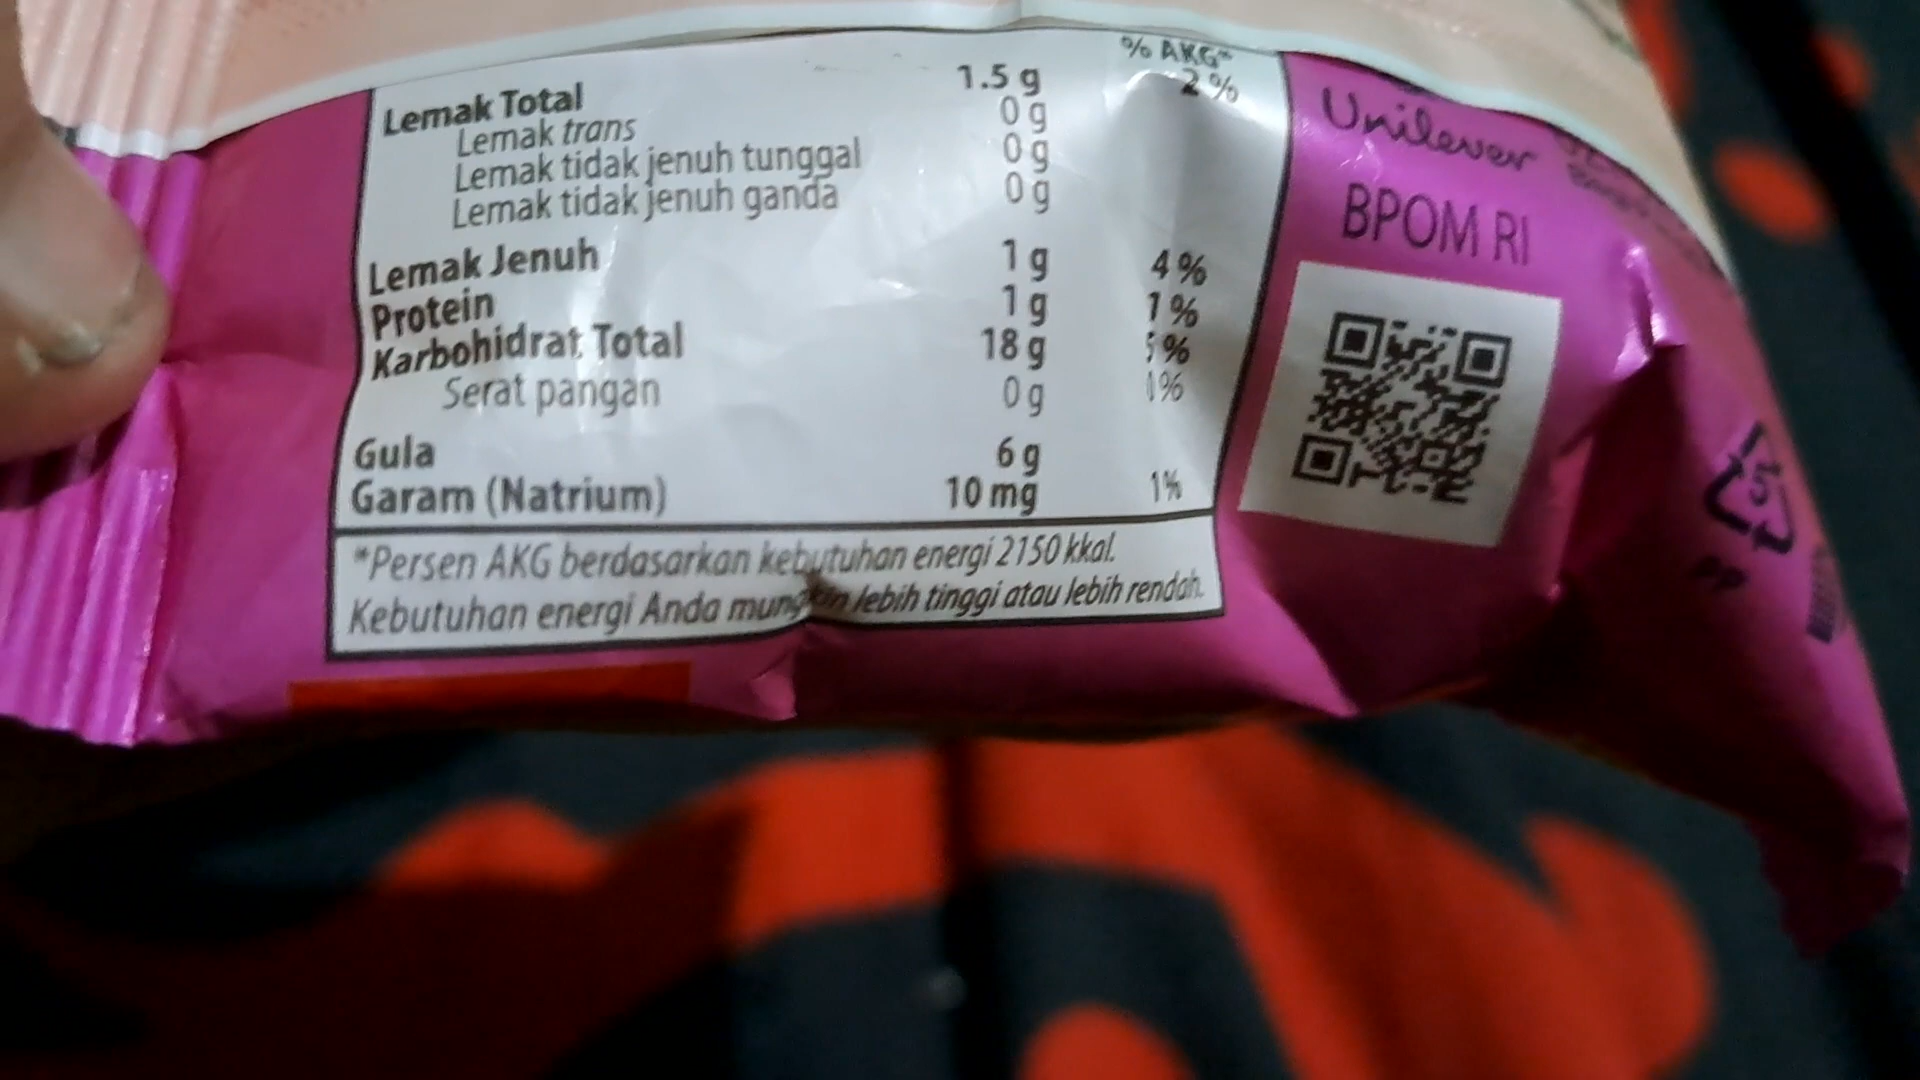 % AKG*
Lemak Total 1.5 g 2%
Lemak trans 0 g
Lemak tidak jenuh tunggal 0 g
Lemak tidak jenuh ganda 0 g
Lemak Jenuh 1 g 4%
Protein 1 g 1%
Karbohidrat Total 18 g 5%
Serat pangan 0 g 1%
Gula 6 g
Garam (Natrium) 10 mg 1%
*Persen AKG berdasarkan kebutuhan energi 2150 kkal.
Kebutuhan energi Anda mungkin lebih tinggi atau lebih rendah.
Unilever
BPOM RI
5
PP